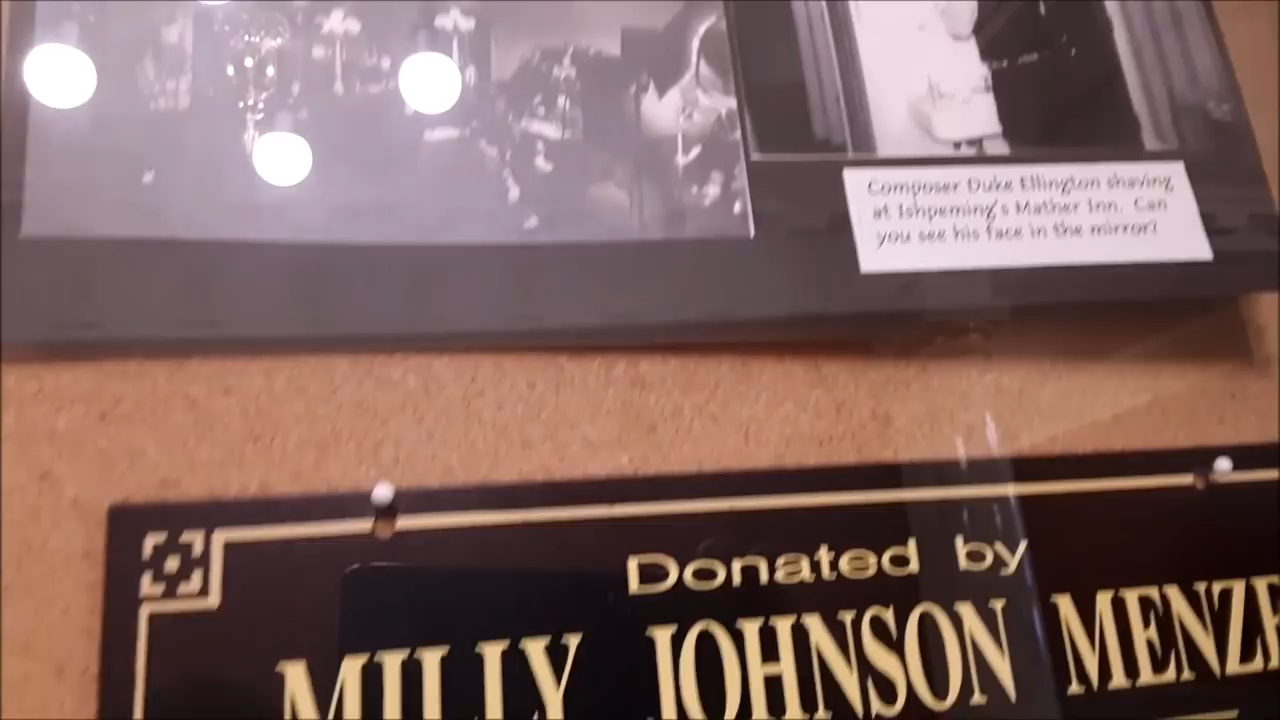 Composer Duke Ellington shaving
at Ishpeming's Mather Inn. Can
you see his face in the mirror?
Donated by
MILLY JOHNSON MENZE